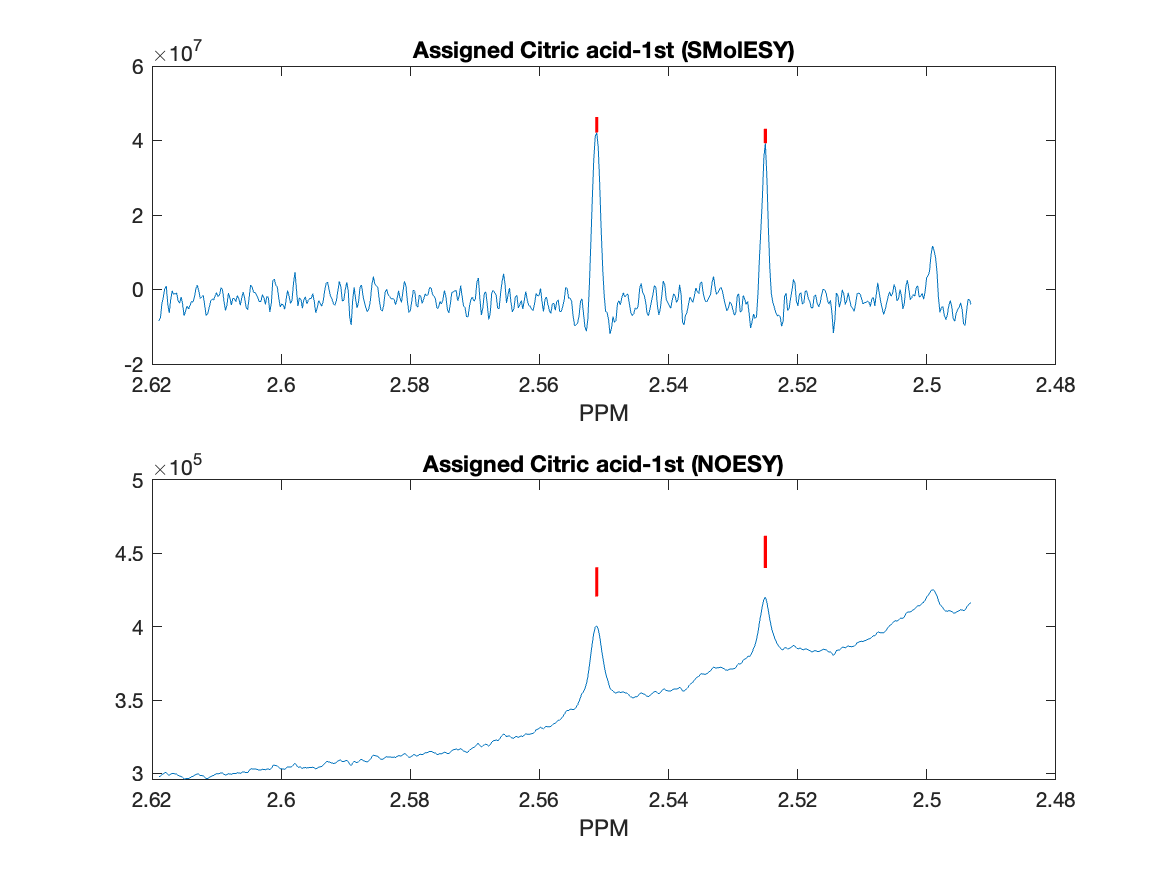 Assigned Citric acid-1st (SMolESY)
×10^7
6
4
2
0
-2
2.62 2.6 2.58 2.56 2.54 2.52 2.5 2.48
PPM
Assigned Citric acid-1st (NOESY)
×10^5
5
4.5
4
3.5
3
2.62 2.6 2.58 2.56 2.54 2.52 2.5 2.48
PPM